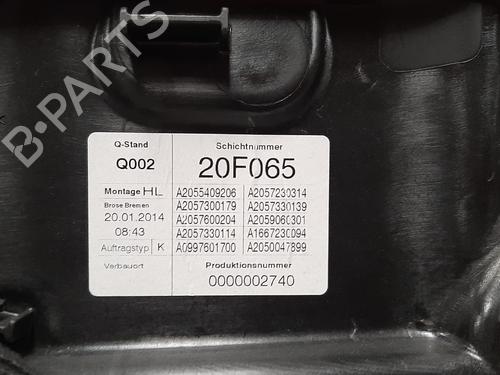 B·PARTS
Q-Stand Schichtnummer
Q002 20F065
Montage HL A2055409206 A2057230314
Brose Bremen A2057300179 A2057330139
20.01.2014 A2057600204 A2059060301
08:43 A2057330114 A1667230094
Auftragstyp K A0997601700 A2050047899
Verbauort Produktionsnummer
0000002740